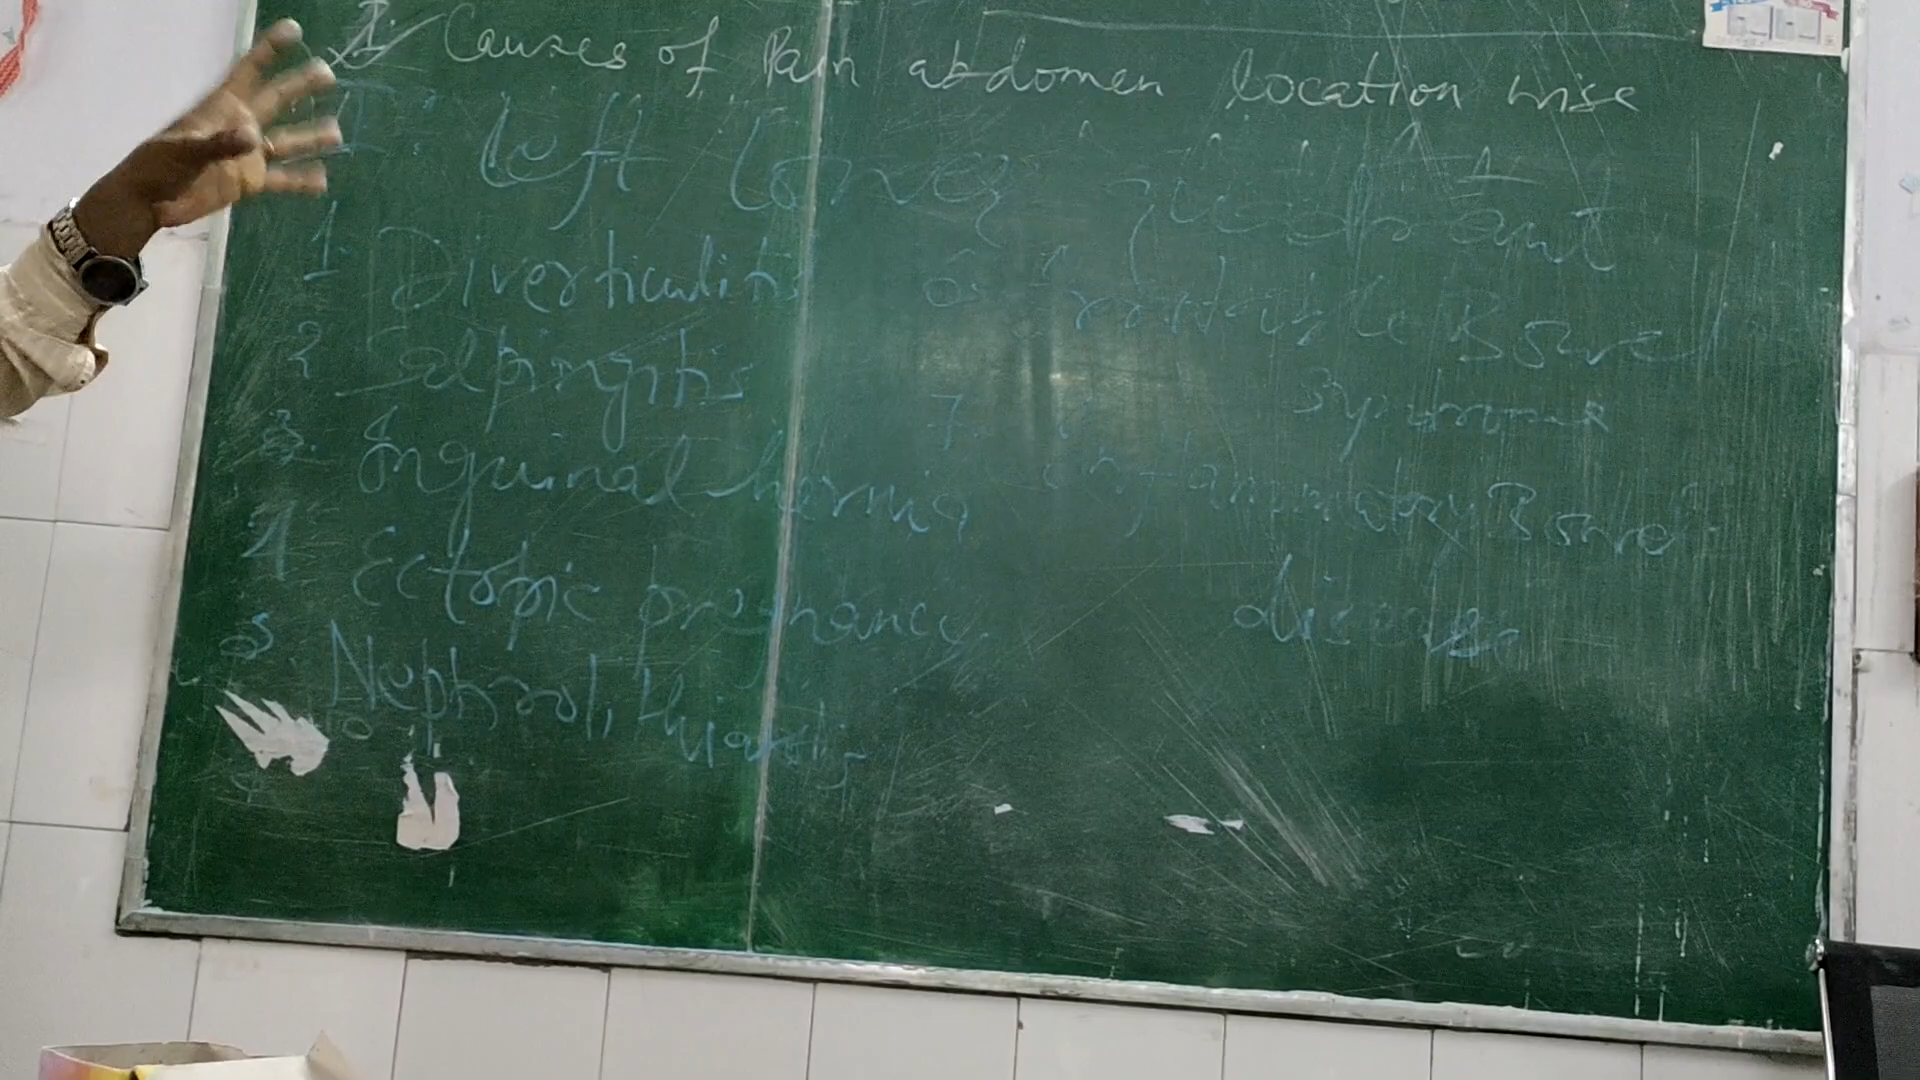 I. Causes of Pain abdomen location wise
I. left lower quadrant
1. Diverticulitis
2 Salpingitis
3. Inguinal hernia
4 Ectopic pregnancy
5. Nephrolithiasis
6. irritable Bowel
syndrome
7. inflammatory Bowel
disease